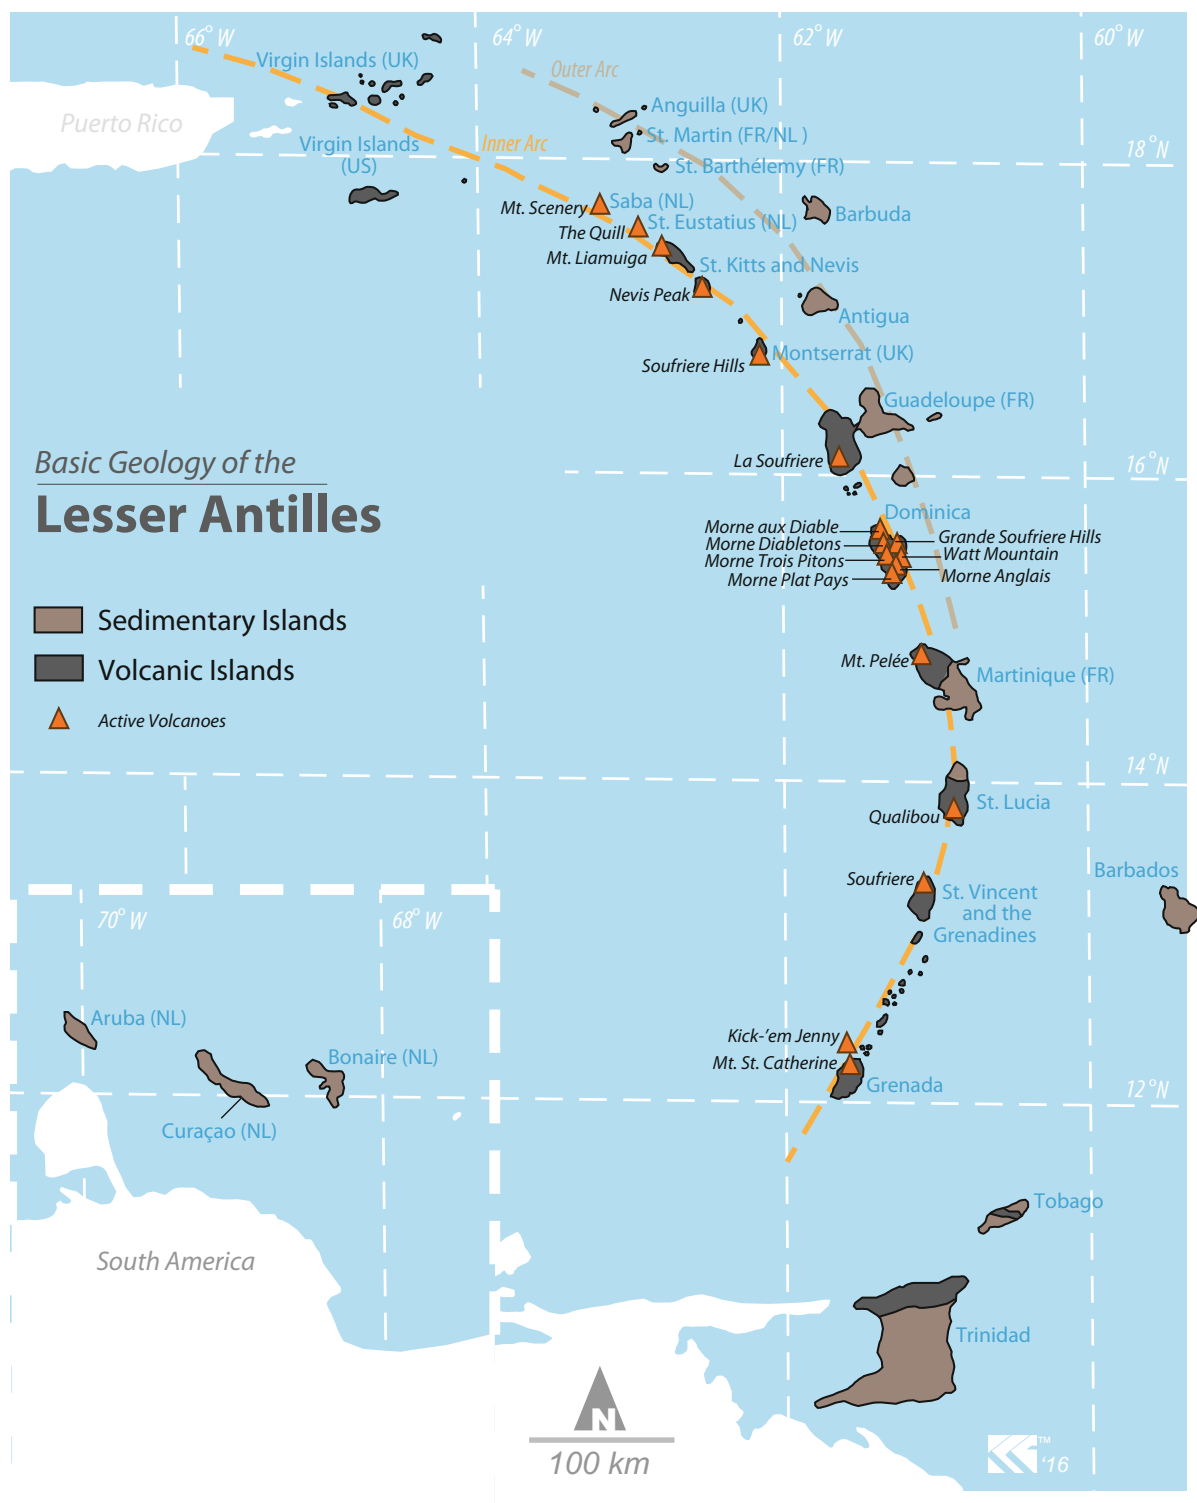 66° W
64° W
62° W
60° W
Virgin Islands (UK)
Outer Arc
Puerto Rico
Anguilla (UK)
St. Martin (FR/NL )
Virgin Islands
(US)
Inner Arc
18° N
St. Barthélemy (FR)
Mt. Scenery
Saba (NL)
Barbuda
The Quill
St. Eustatius (NL)
Mt. Liamuiga
St. Kitts and Nevis
Nevis Peak
Antigua
Soufriere Hills
Montserrat (UK)
Guadeloupe (FR)
Basic Geology of the
Lesser Antilles
La Soufriere
16° N
Dominica
Morne aux Diable
Morne Diabletons
Morne Trois Pitons
Morne Plat Pays
Grande Soufriere Hills
Watt Mountain
Morne Anglais
Sedimentary Islands
Volcanic Islands
Active Volcanoes
Mt. Pelée
Martinique (FR)
14° N
St. Lucia
Qualibou
Soufriere
St. Vincent
and the
Grenadines
Barbados
70° W
68° W
Aruba (NL)
Bonaire (NL)
Curaçao (NL)
Kick-'em Jenny
Mt. St. Catherine
Grenada
12° N
Tobago
South America
Trinidad
N
100 km
TM
'16